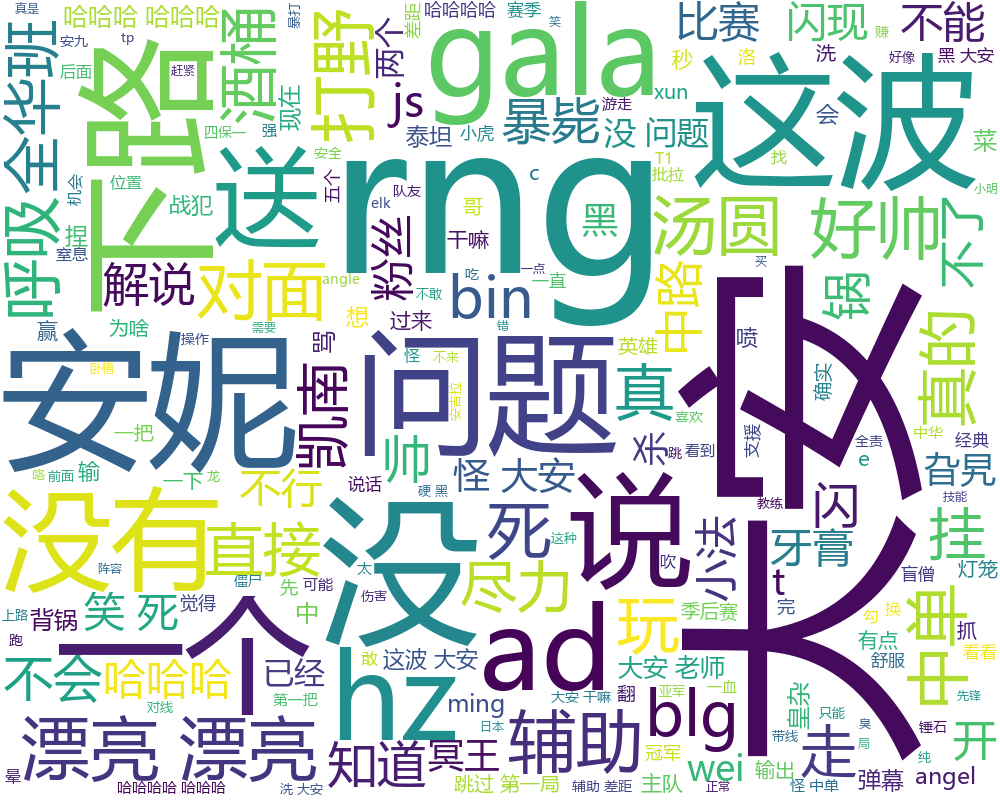 真是
哈哈哈 哈哈哈
酒桶
暴打
打野
两个
差距
哈哈哈哈
赛季
笑
gala
比赛
闪现
赚
不能
安九
tp
后面
赶紧
下路
全华班
秒
洛
洗
好像
黑 大安
这波
四保一
强
现在
js
泰坦
小虎
暴毙
游走
xun
没 问题
会
菜
呼吸
机会
位置
战犯
捏
窒息
送
安全
五个
rng
c
T1
批拉
找
小明
队友
elk
哥
干嘛
黑
汤圆
好帅
不了
解说
对面
粉丝
angle
不敢
吃
一点
一直
bin
买
中路
锅
赢
为啥
操作
需要
想
过来
错
英雄
喷
真的
安妮
卧槽
骂
凯南
问题
怪
不来
安吉拉
真
喜欢
大安
确实
一把
咯
前面
输
一下
龙
不行
说话
帅
硬 黑
怪 大安
杀
跳
看到
支援
全责
e
中华
经典
旮旯
技能
没有
直接
没
死
这种
说
教练
闪
小法
牙膏
挂
灯笼
阵容
僵尸
先
可能
太
伤害
尽力
吹
t
盲僧
上路
跑
背锅
笑 死
觉得
一个
中
敢
这波 大安
ad
玩
季后赛
完
勾
换
抓
有点
舒服
中单
看看
先锋
不会
哈哈哈
已经
第一把
对线
hz
ming
日本
大安 干嘛
翻
大安 老师
亚军
一血
皇杂
只能
臭
局
带线
纯
锤石
开
漂亮 漂亮
晕
哈哈哈哈 哈哈哈
洗 大安
知道
冥王
跳过 第一局
辅助
辅助 差距
冠军
主队
blg
wei
正常
输出
怪 中单
走
弹幕
angel